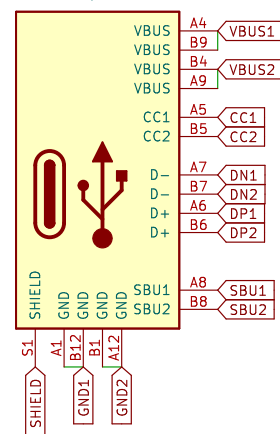 VBUS A4 VBUS1
VBUS B9
VBUS B4 VBUS2
VBUS A9
CC1 A5 CC1
CC2 B5 CC2
D- A7 DN1
D- B7 DN2
D+ A6 DP1
D+ B6 DP2
SBU1 A8 SBU1
SBU2 B8 SBU2
SHIELD S1 SHIELD
GND A1
GND B12 GND1
GND B1
GND A12 GND2